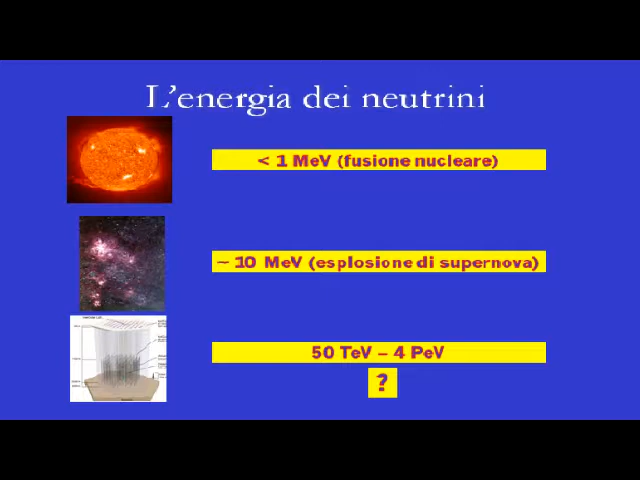 L'energia dei neutrini
< 1 MeV (fusione nucleare)
~ 10 MeV (esplosione di supernova)
50 TeV – 4 PeV
?